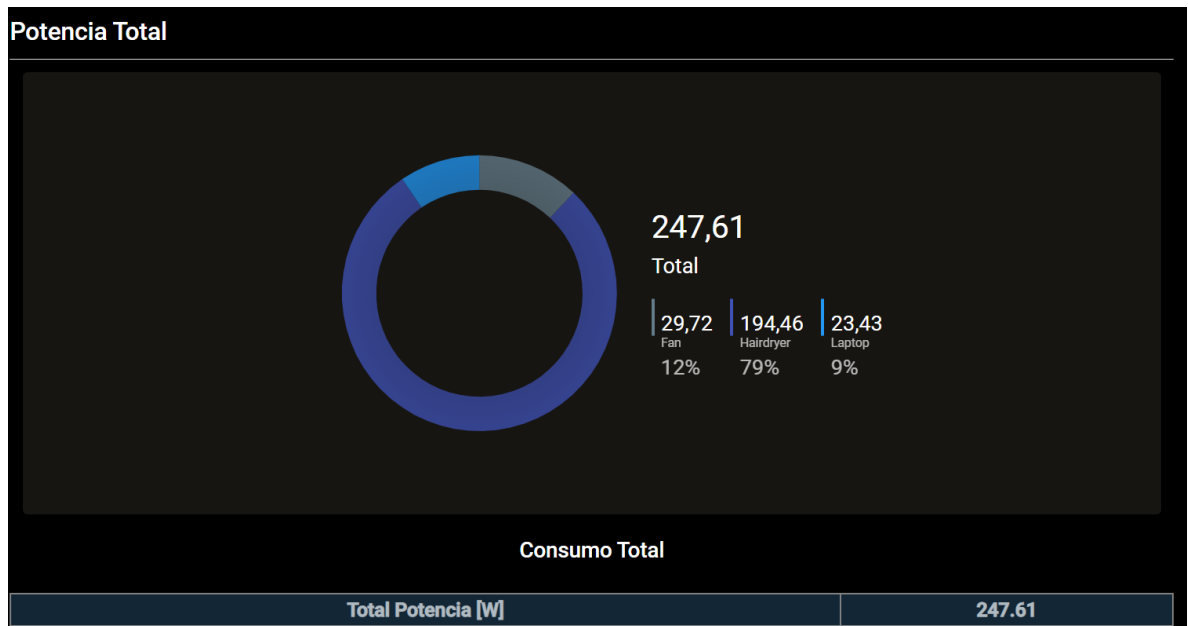 Potencia Total
247,61
Total
29,72 194,46 23,43
Fan Hairdryer Laptop
12% 79% 9%
Consumo Total
Total Potencia [W] 247.61